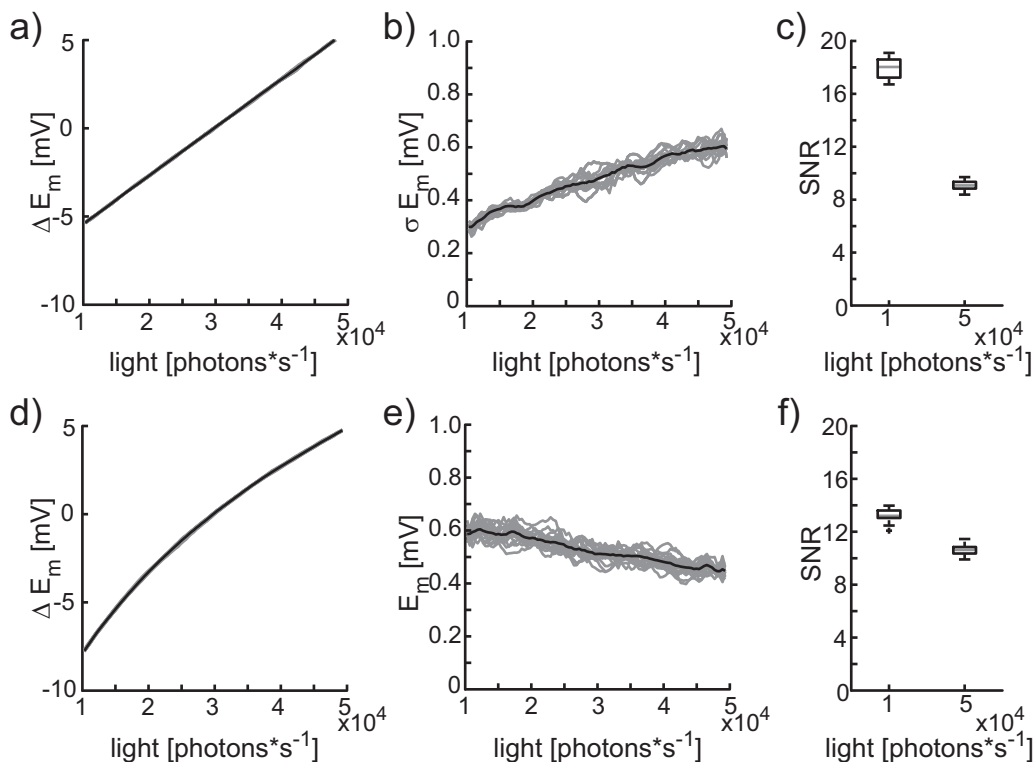 a)
5
0
-5
-10
Δ E_m [mV]
1 2 3 4 5
x10^4
light [photons*s^-1]
b)
1.0
0.8
0.6
0.4
0.2
0
σ E_m [mV]
1 2 3 4 5
x10^4
light [photons*s^-1]
c)
20
16
12
8
4
0
SNR
1 5
x10^4
light [photons*s^-1]
d)
5
0
-5
-10
Δ E_m [mV]
1 2 3 4 5
x10^4
light [photons*s^-1]
e)
1.0
0.8
0.6
0.4
0.2
0
E_m [mV]
1 2 3 4 5
x10^4
light [photons*s^-1]
f)
20
16
12
8
4
0
SNR
1 5
x10^4
light [photons*s^-1]